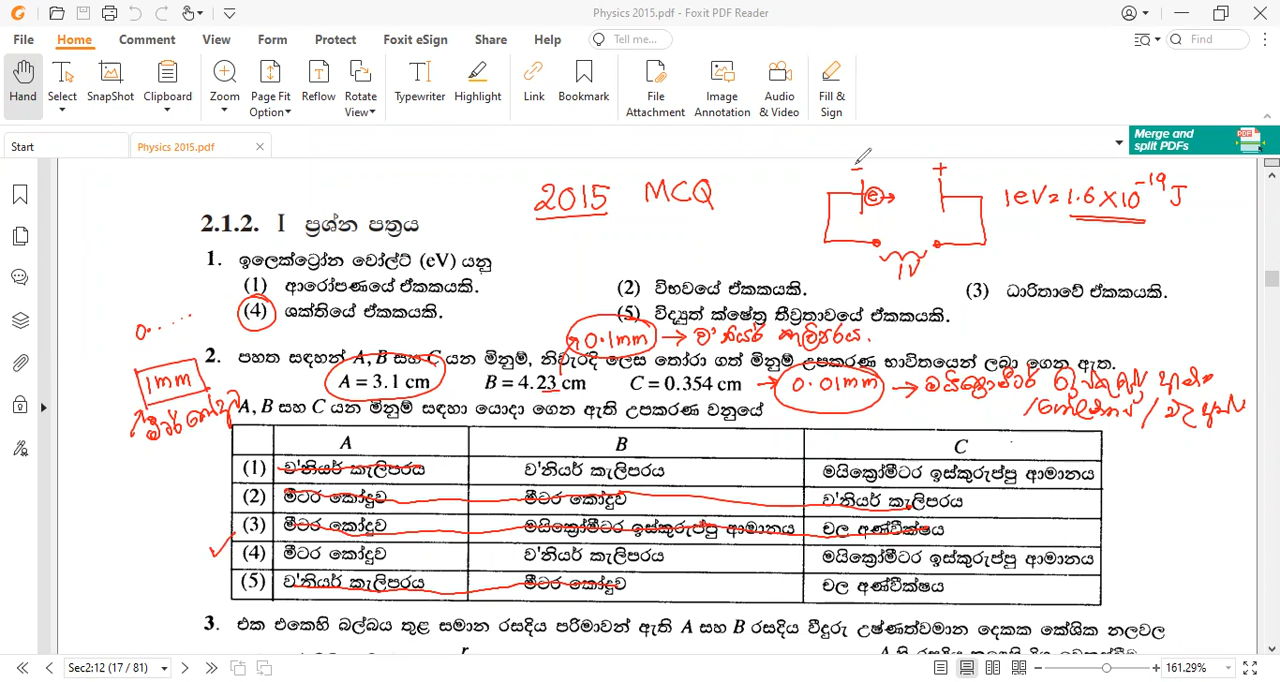 Physics 2015.pdf - Foxit PDF Reader
File Home Comment View Form Protect Foxit eSign Share Help Tell me... Find
Hand Select SnapShot Clipboard Zoom Page Fit Option Reflow Rotate View Typewriter Highlight Link Bookmark File Attachment Image Annotation Audio & Video Fill & Sign
Start Physics 2015.pdf Merge and split PDFs
2015 MCQ
- e + 1V
1eV = 1.6 × 10⁻¹⁹ J
2.1.2. I ප්‍රශ්න පත්‍රය
1. ඉලෙක්ට්‍රෝන වෝල්ට් (eV) යනු
(1) ආරෝපණයේ ඒකකයකි. (2) විභවයේ ඒකකයකි. (3) ධාරිතාවේ ඒකකයකි.
(4) ශක්තියේ ඒකකයකි. (5) විද්‍යුත් ක්ෂේත්‍ර තීව්‍රතාවයේ ඒකකයකි.
0.....
0.1mm → ව'නියර් කැලිපරය.
2. පහත සඳහන් A, B සහ C යන මිනුම්, නිවැරදි ලෙස තෝරා ගත් මිනුම් උපකරණ භාවිතයෙන් ලබා ගෙන ඇත.
1mm
A = 3.1 cm B = 4.23 cm C = 0.354 cm → 0.01mm → මයික්‍රොමීටර
මීටර් කෝදුව
A, B සහ C යන මිනුම් සඳහා යොදා ගෙන ඇති උපකරණ වනුයේ
A B C
(1) ව'නියර් කැලිපරය ව'නියර් කැලිපරය මයික්‍රෝමීටර ඉස්කුරුප්පු ආමානය
(2) මීටර කෝදුව මීටර කෝදුව ව'නියර් කැලිපරය
(3) මීටර කෝදුව මයික්‍රෝමීටර ඉස්කුරුප්පු ආමානය චල අණ්වීක්ෂය
(4) මීටර කෝදුව ව'නියර් කැලිපරය මයික්‍රෝමීටර ඉස්කුරුප්පු ආමානය
(5) ව'නියර් කැලිපරය මීටර කෝදුව චල අණ්වීක්ෂය
3. එක එකෙහි බල්බය තුළ සමාන රසදිය පරිමාවන් ඇති A සහ B රසදිය වීදුරු උෂ්ණත්වමාන දෙකක කේශික නලවල
Sec2:12 (17 / 81) 161.29%